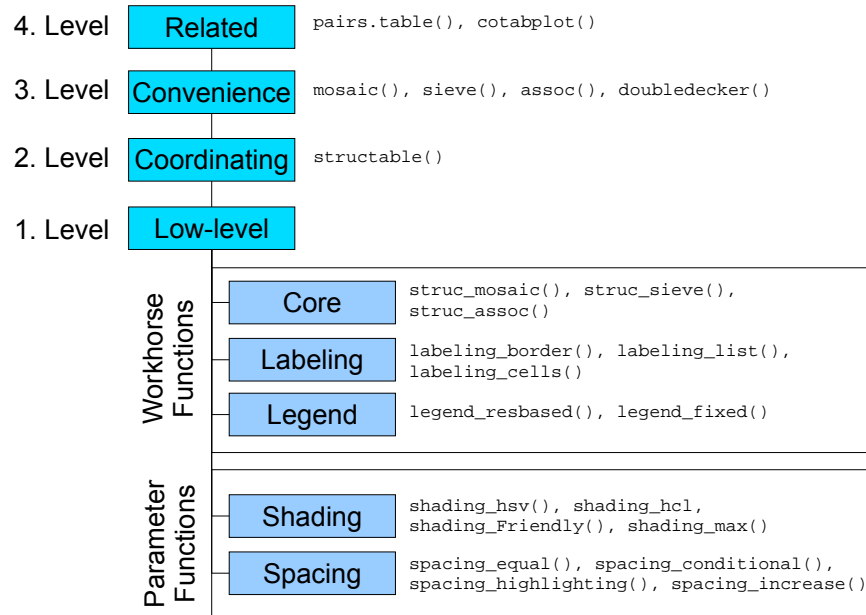 4. Level Related pairs.table(), cotabplot()
3. Level Convenience mosaic(), sieve(), assoc(), doubledecker()
2. Level Coordinating structable()
1. Level Low-level
Workhorse
Functions
Core struc_mosaic(), struc_sieve(),
struc_assoc()
Labeling labeling_border(), labeling_list(),
labeling_cells()
Legend legend_resbased(), legend_fixed()
Parameter
Functions
Shading shading_hsv(), shading_hcl,
shading_Friendly(), shading_max()
Spacing spacing_equal(), spacing_conditional(),
spacing_highlighting(), spacing_increase()